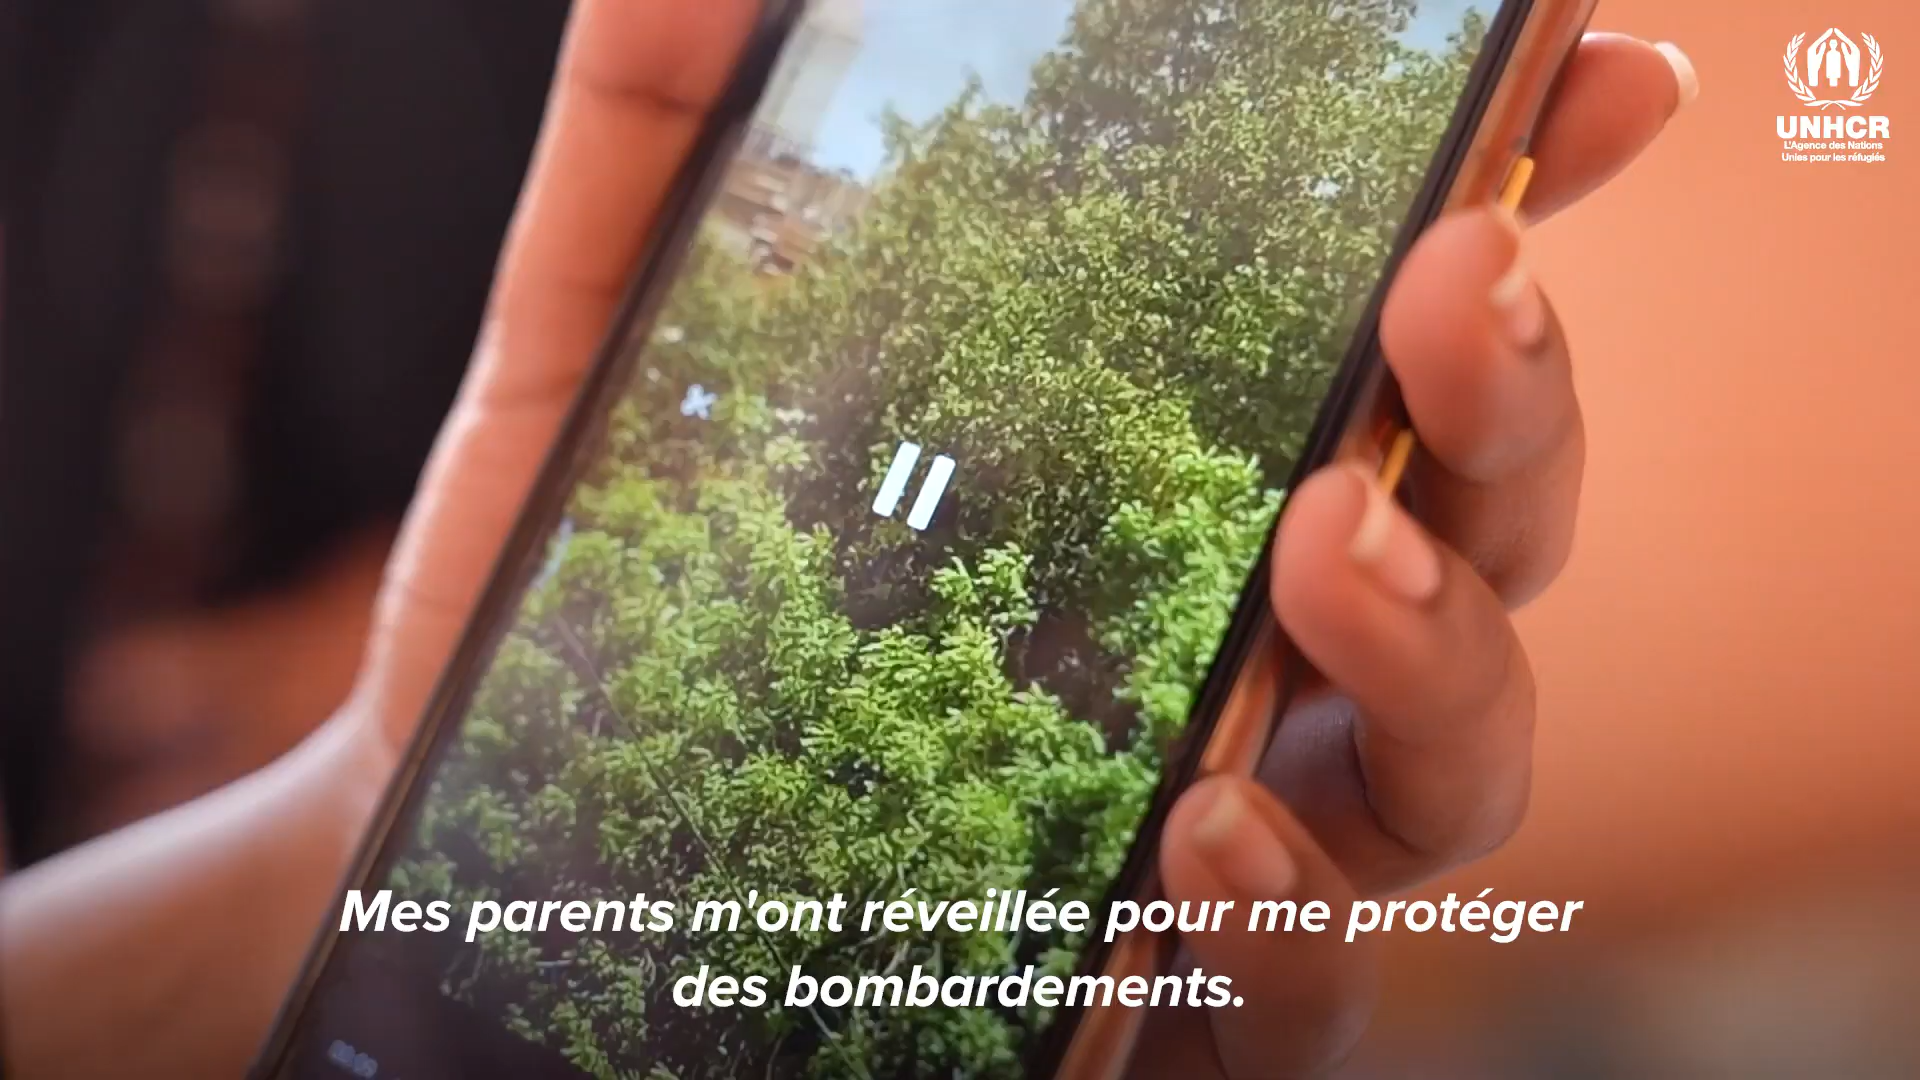 UNHCR
L'Agence des Nations
Unies pour les réfugiés
Mes parents m'ont réveillée pour me protéger
des bombardements.